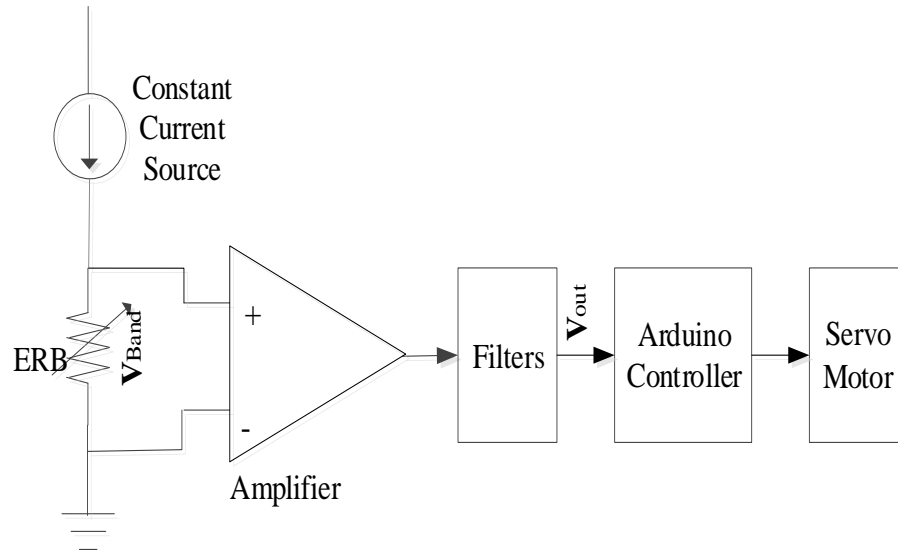 Constant
Current
Source
ERB
VBand
+
-
Amplifier
Filters
Vout
Arduino
Controller
Servo
Motor